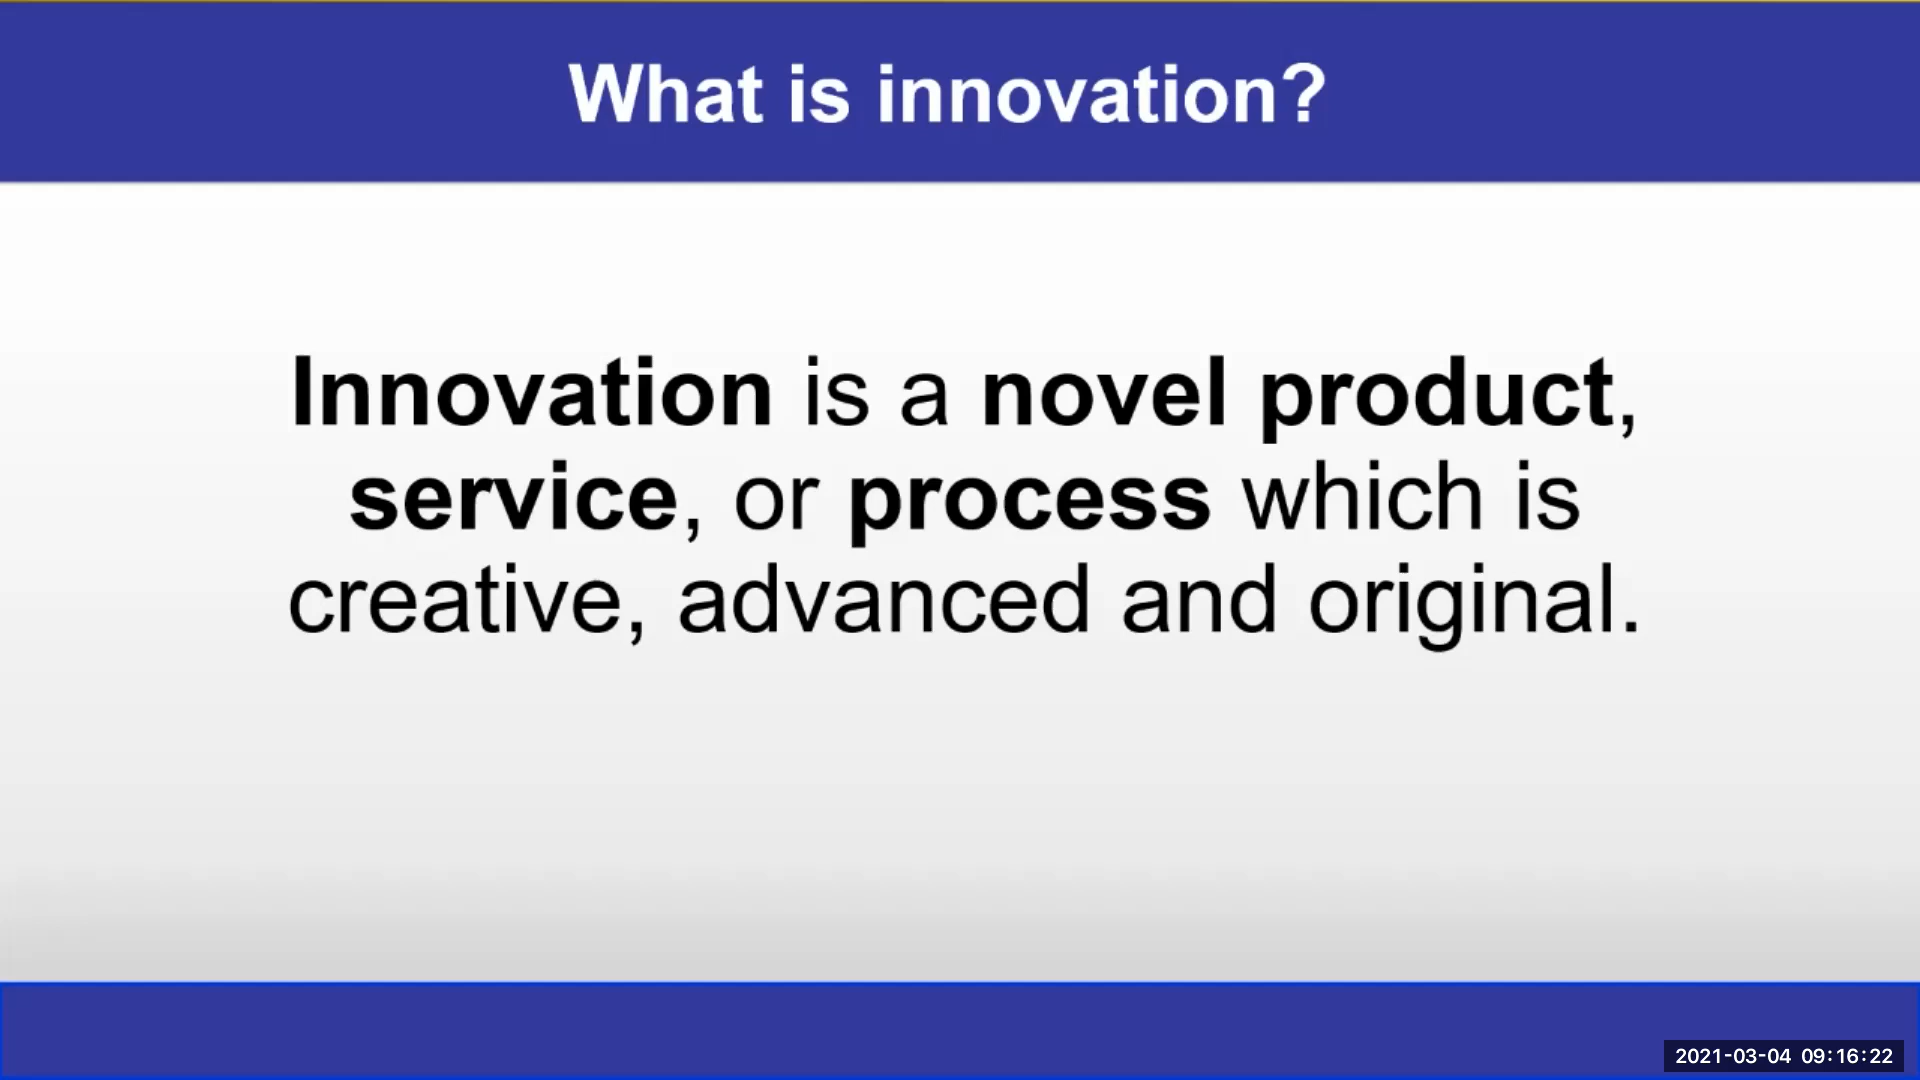 What is innovation?
Innovation is a novel product,
service, or process which is
creative, advanced and original.
2021-03-04 09:16:22